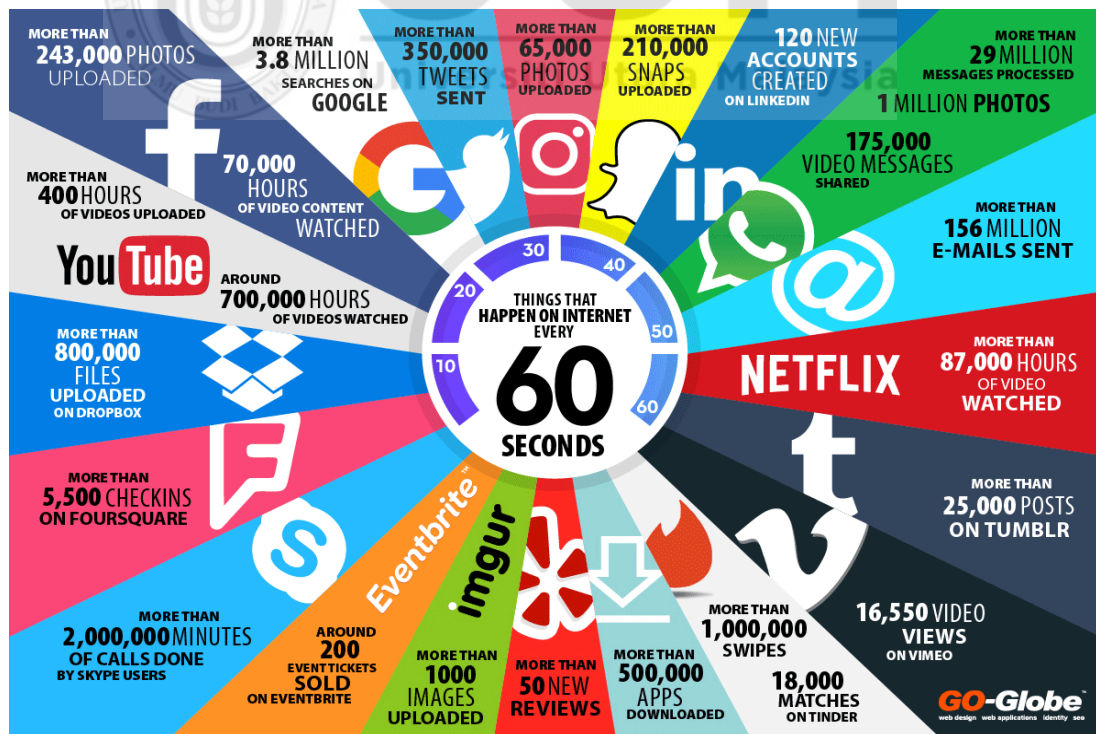 MORE THAN
243,000 PHOTOS
UPLOADED
70,000
HOURS
OF VIDEO CONTENT
WATCHED
MORE THAN
3.8 MILLION
SEARCHES ON
GOOGLE
MORE THAN
350,000
TWEETS
SENT
MORE THAN
65,000
PHOTOS
UPLOADED
MORE THAN
210,000
SNAPS
UPLOADED
120 NEW
ACCOUNTS
CREATED
ON LINKEDIN
in
MORE THAN
29 MILLION
MESSAGES PROCESSED
1 MILLION PHOTOS
175,000
VIDEO MESSAGES
SHARED
MORE THAN
156 MILLION
E-MAILS SENT
@
NETFLIX
MORE THAN
87,000 HOURS
OF VIDEO
WATCHED
MORE THAN
25,000 POSTS
ON TUMBLR
16,550 VIDEO
VIEWS
ON VIMEO
MORE THAN
1,000,000
SWIPES
18,000
MATCHES
ON TINDER
MORE THAN
500,000
APPS
DOWNLOADED
MORE THAN
50 NEW
REVIEWS
imgur
MORE THAN
1000
IMAGES
UPLOADED
Eventbrite™
AROUND
200
EVENT TICKETS
SOLD
ON EVENTBRITE
MORE THAN
2,000,000 MINUTES
OF CALLS DONE
BY SKYPE USERS
MORE THAN
5,500 CHECKINS
ON FOURSQUARE
MORE THAN
800,000
FILES
UPLOADED
ON DROPBOX
MORE THAN
400 HOURS
OF VIDEOS UPLOADED
YouTube
AROUND
700,000 HOURS
OF VIDEOS WATCHED
10
20
30
40
50
60
THINGS THAT
HAPPEN ON INTERNET
EVERY
60
SECONDS
GO-Globe™
web design web applications identity seo